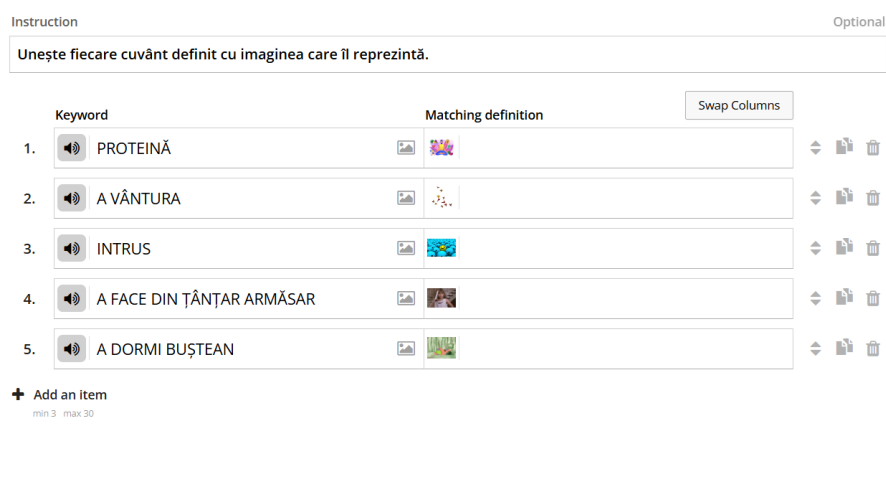 Instruction Optional
Unește fiecare cuvânt definit cu imaginea care îl reprezintă.
Swap Columns
Keyword Matching definition
1. PROTEINĂ
2. A VÂNTURA
3. INTRUS
4. A FACE DIN ȚÂNȚAR ARMĂSAR
5. A DORMI BUȘTEAN
Add an item
min 3 max 30